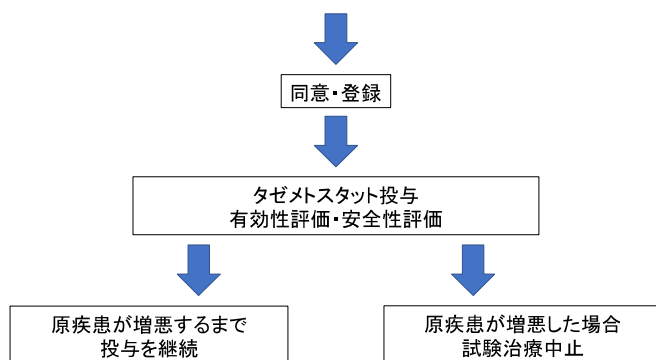 同意・登録
タゼメトスタット投与
有効性評価・安全性評価
原疾患が増悪するまで
投与を継続
原疾患が増悪した場合
試験治療中止